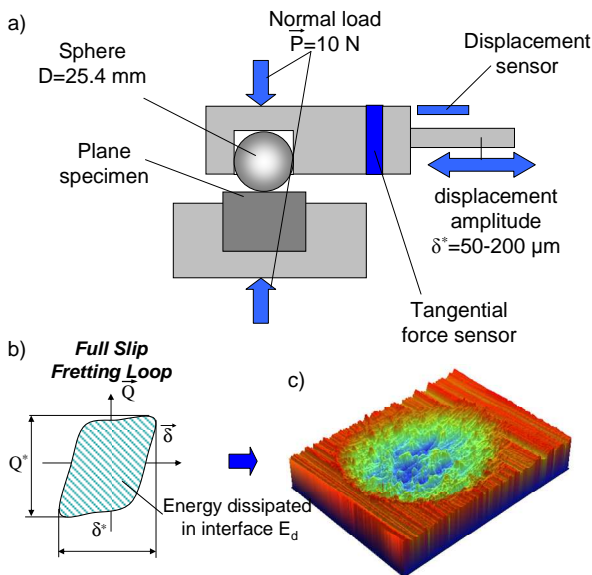 a)
Normal load
P=10 N
Sphere
D=25.4 mm
Displacement
sensor
Plane
specimen
displacement
amplitude
δ*=50-200 µm
Tangential
force sensor
b)
Full Slip
Fretting Loop
Q
δ
Q*
δ*
Energy dissipated
in interface Ed
c)